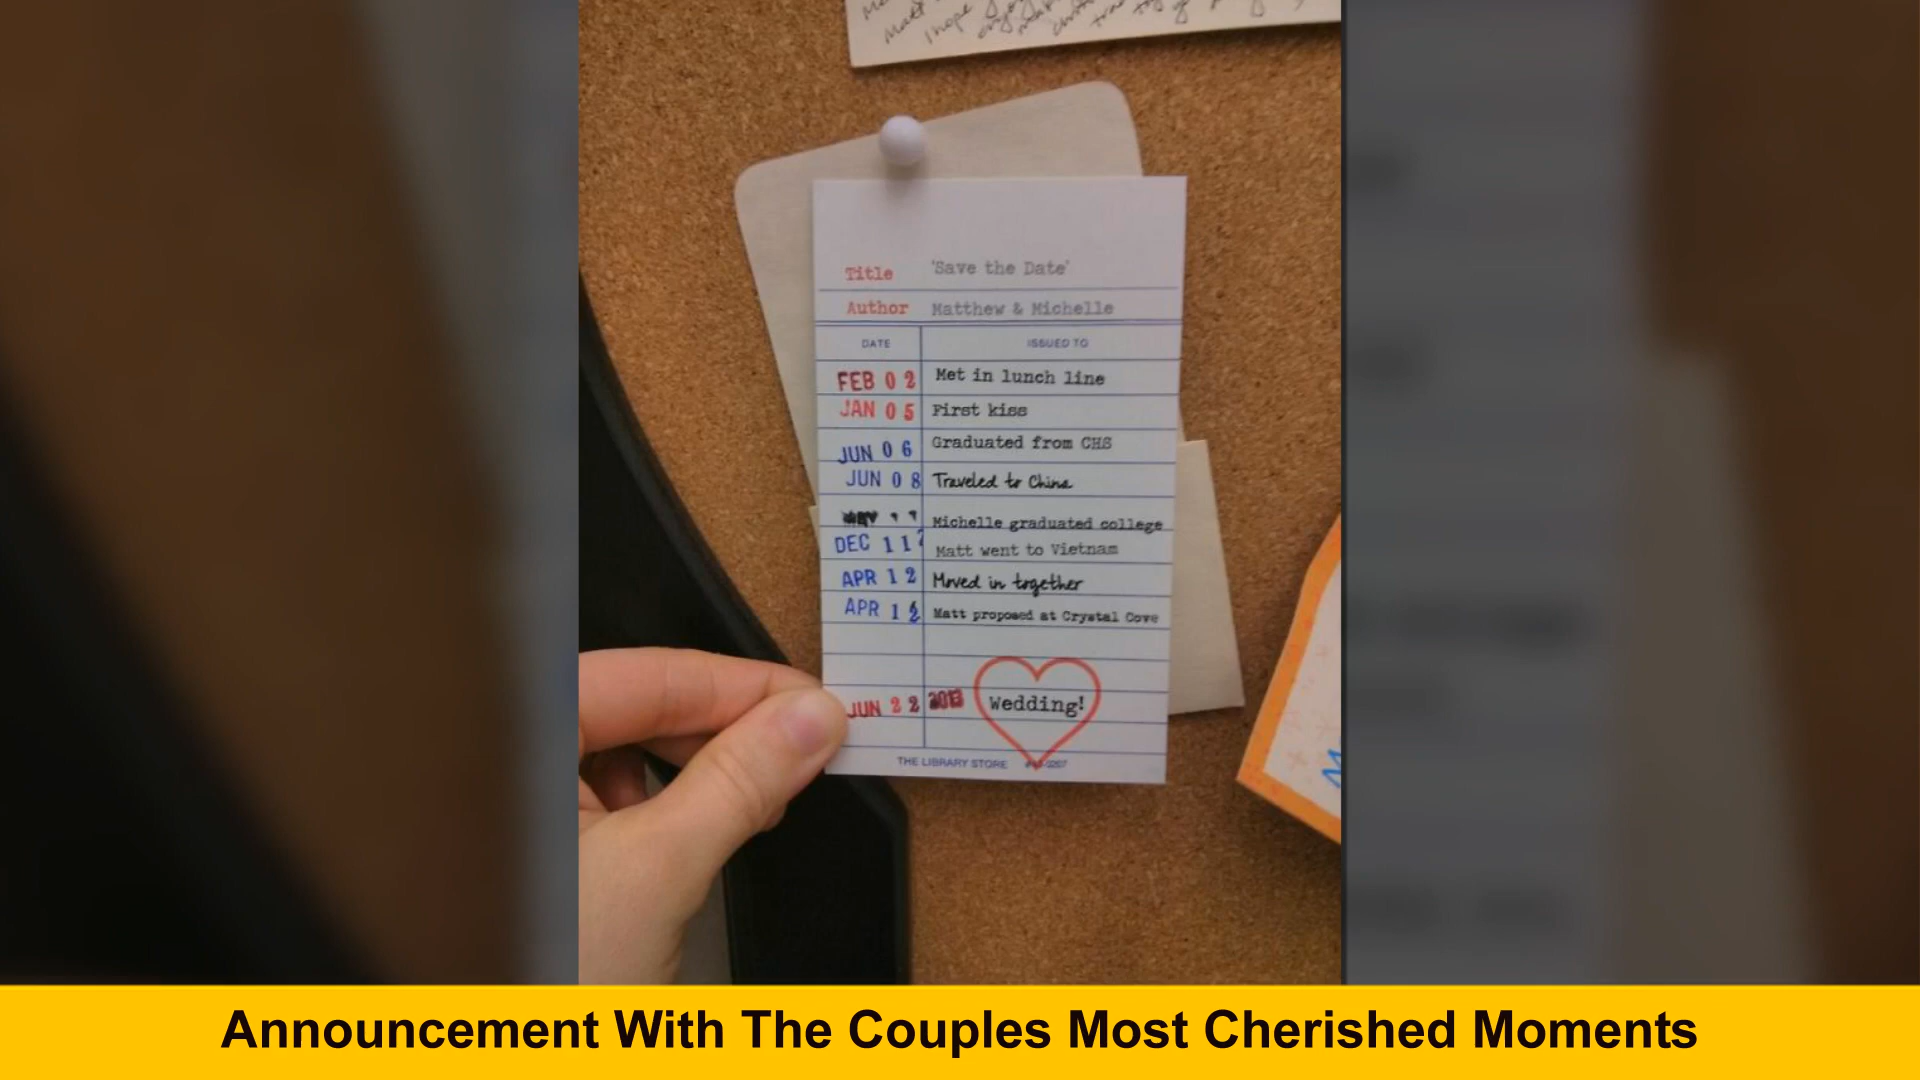 Title 'Save the Date'
Author Matthew & Michelle
DATE ISSUED TO
FEB 02 Met in lunch line
JAN 05 First kiss
JUN 06 Graduated from CHS
JUN 08 Traveled to China
Michelle graduated college
DEC 11 Matt went to Vietnam
APR 12 Moved in together
APR 12 Matt proposed at Crystal Cove
JUN 22 2013 Wedding!
THE LIBRARY STORE
Announcement With The Couples Most Cherished Moments